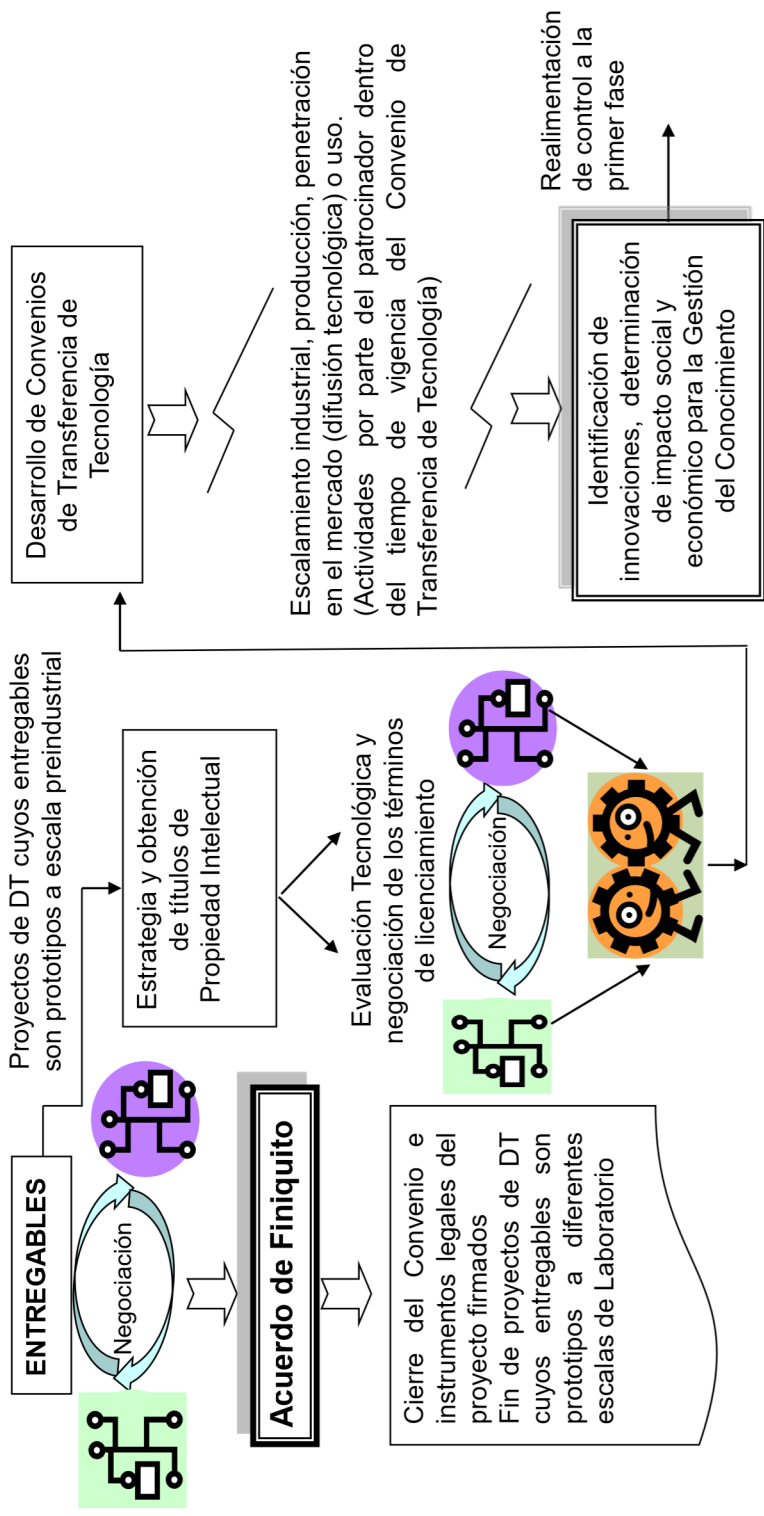 ENTREGABLES
Negociación
Acuerdo de Finiquito
Cierre del Convenio e
instrumentos legales del
proyecto firmados
Fin de proyectos de DT
cuyos entregables son
prototipos a diferentes
escalas de Laboratorio
Proyectos de DT cuyos entregables
son prototipos a escala preindustrial
Estrategia y obtención
de títulos de
Propiedad Intelectual
Evaluación Tecnológica y
negociación de los términos
de licenciamiento
Negociación
Desarrollo de Convenios
de Transferencia de
Tecnología
Escalamiento industrial, producción, penetración
en el mercado (difusión tecnológica) o uso.
(Actividades por parte del patrocinador dentro
del tiempo de vigencia del Convenio de
Transferencia de Tecnología)
Identificación de
innovaciones, determinación
de impacto social y
económico para la Gestión
del Conocimiento
Realimentación
de control a la
primer fase